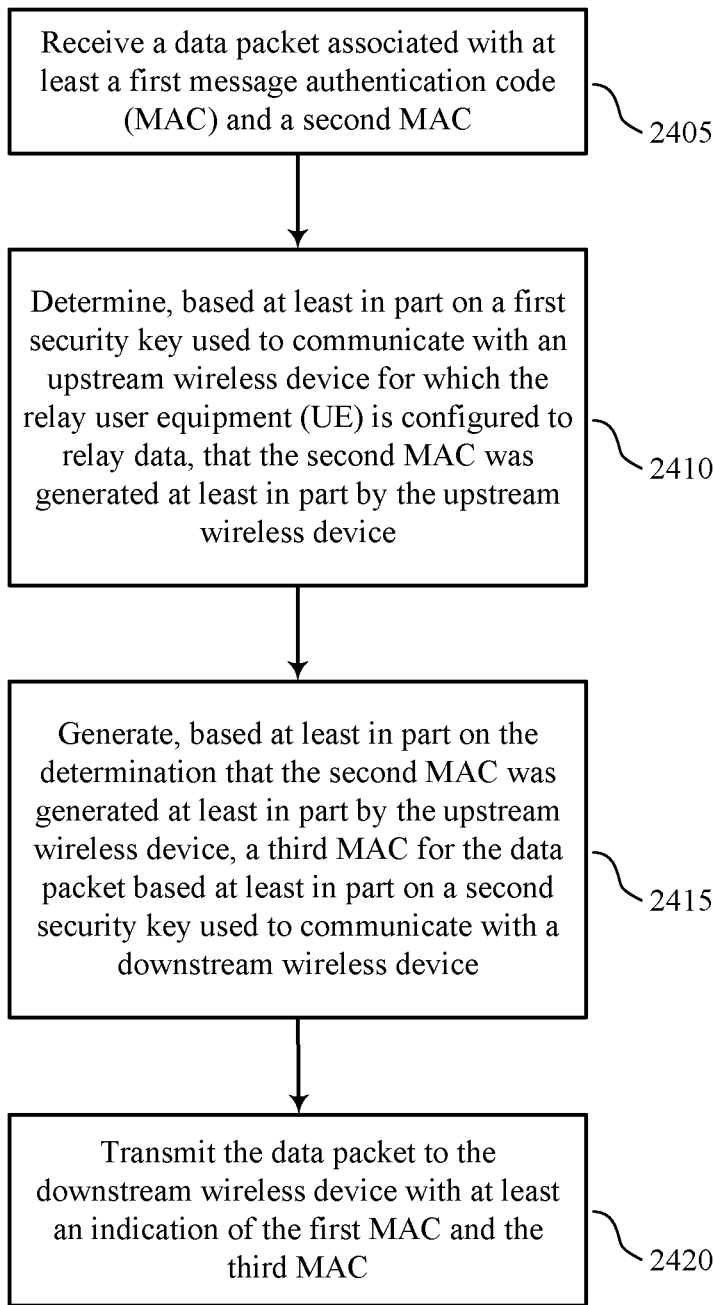 Receive a data packet associated with at
least a first message authentication code
(MAC) and a second MAC
2405
Determine, based at least in part on a first
security key used to communicate with an
upstream wireless device for which the
relay user equipment (UE) is configured to
relay data, that the second MAC was
generated at least in part by the upstream
wireless device
2410
Generate, based at least in part on the
determination that the second MAC was
generated at least in part by the upstream
wireless device, a third MAC for the data
packet based at least in part on a second
security key used to communicate with a
downstream wireless device
2415
Transmit the data packet to the
downstream wireless device with at least
an indication of the first MAC and the
third MAC
2420